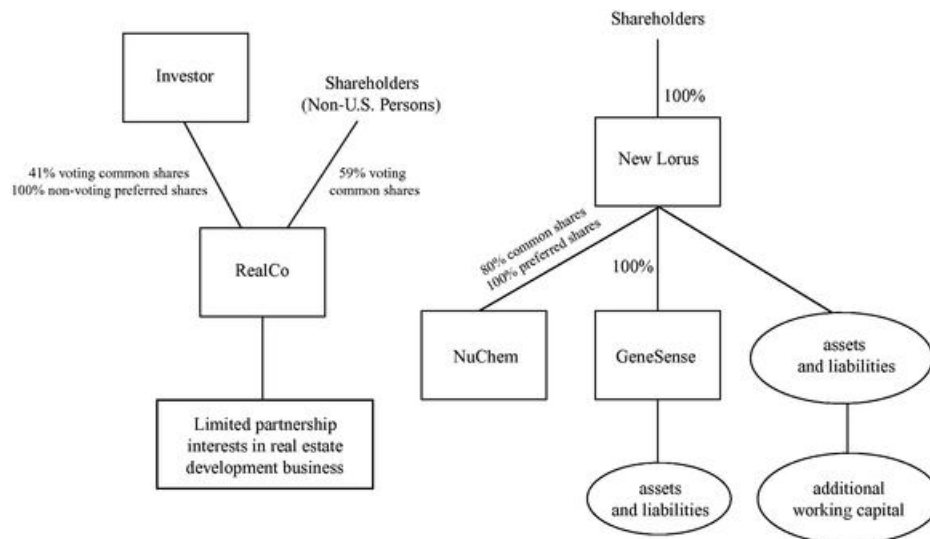 Investor
Shareholders
(Non-U.S. Persons)
41% voting common shares
100% non-voting preferred shares
59% voting
common shares
RealCo
Limited partnership
interests in real estate
development business
Shareholders
100%
New Lorus
80% common shares
100% preferred shares
100%
NuChem
GeneSense
assets
and liabilities
assets
and liabilities
additional
working capital